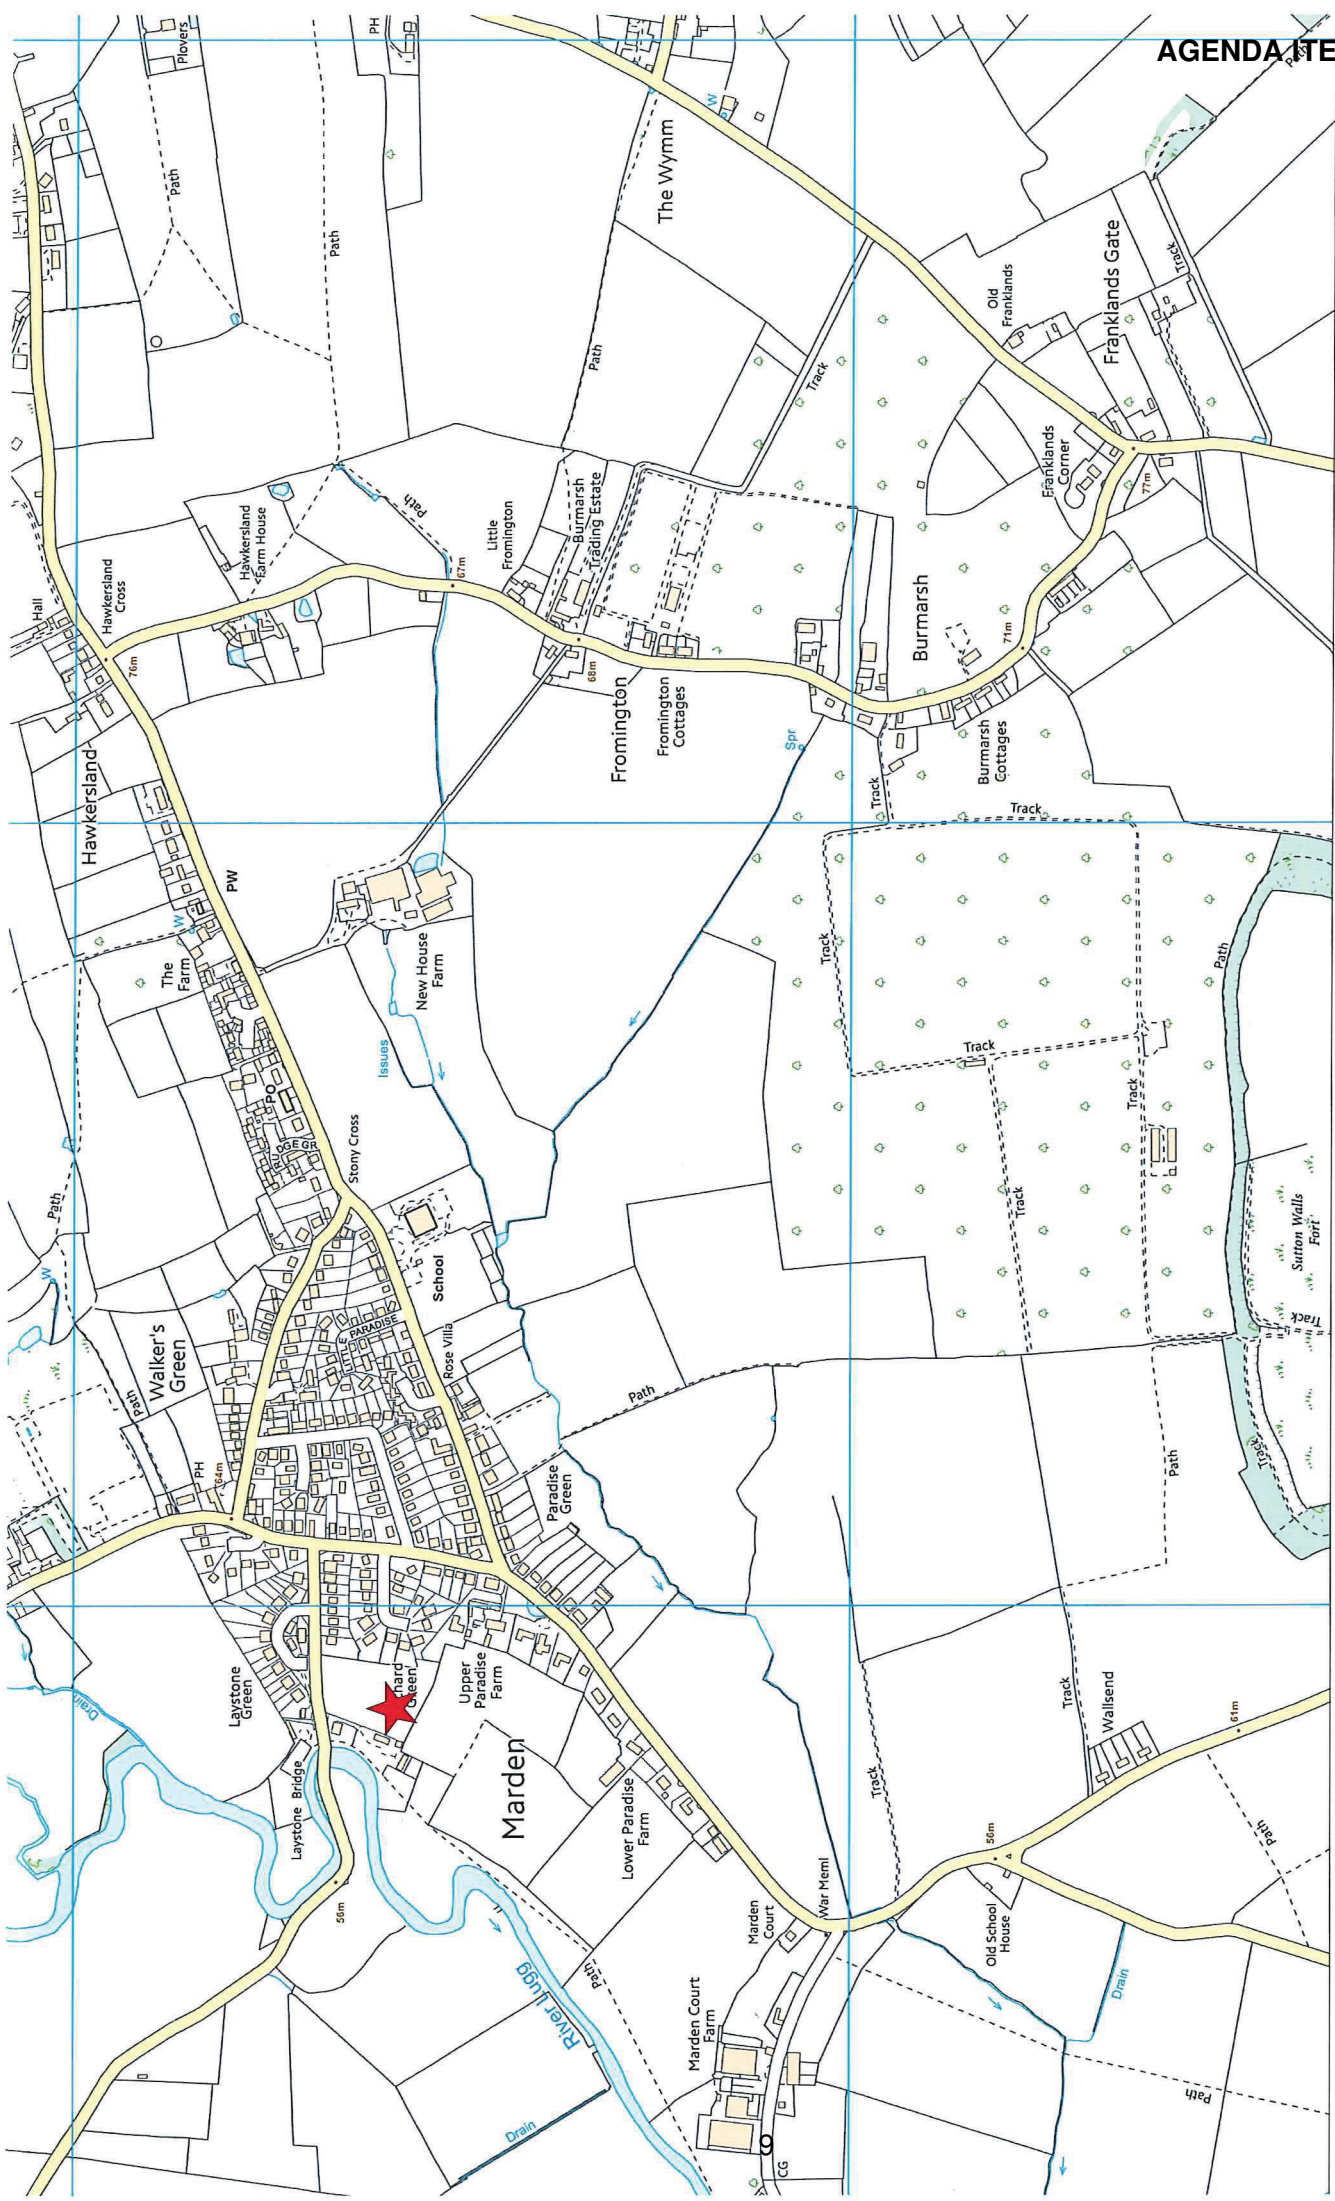 AGENDA ITE
Path
Plovers
PH
Path
Path
W
The Wymm
Path
Track
Old
Franklands
Franklands Gate
Track
Franklands
Corner
77m
Hall
Hawkersland
Cross
76m
Hawkersland
Farm House
Path
67m
Little
Fromington
Burmarsh
Trading Estate
68m
Fromington
Fromington
Cottages
Burmarsh
71m
Burmarsh
Cottages
Spr
Track
Track
Hawkersland
PW
W
The
Farm
New House
Farm
Issues
Track
Path
Track
Track
Track
PO
RUDGE GR
Stony Cross
School
Path
W
Walker's
Green
Path
LITTLE PARADISE
Rose Villa
Path
Sutton Walls
Fort
Track
Track
Path
PH
64m
Paradise
Green
Laystone
Green
Upper
Paradise
Farm
Drain
Laystone Bridge
Marden
Lower Paradise
Farm
Track
Wallsend
61m
Track
56m
Path
56m
War Meml
Marden
Court
Old School
House
River Lugg
Path
Marden Court
Farm
Drain
Drain
Path
CG
9